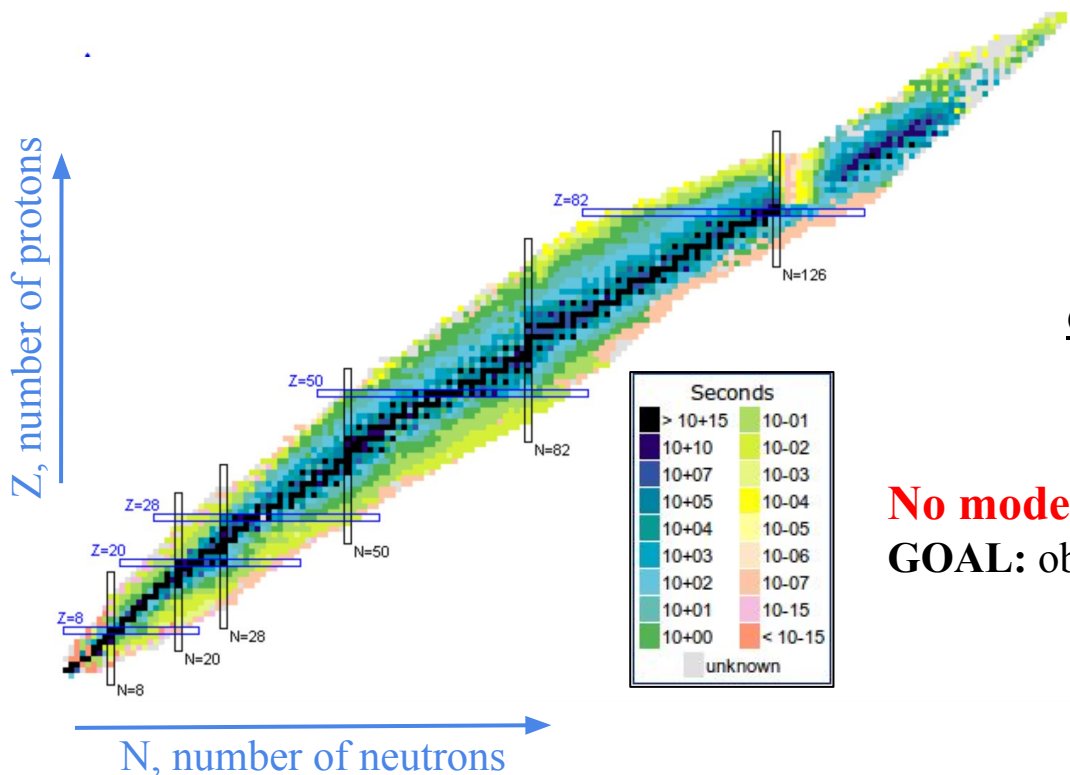 Z, number of protons
N, number of neutrons
Z=82
N=126
Z=50
N=82
Z=28
N=50
Z=20
N=28
Z=8
N=20
N=8
Seconds
> 10+15 10-01
10+10 10-02
10+07 10-03
10+05 10-04
10+04 10-05
10+03 10-06
10+02 10-07
10+01 10-15
10+00 < 10-15
unknown
No mode
GOAL: ob